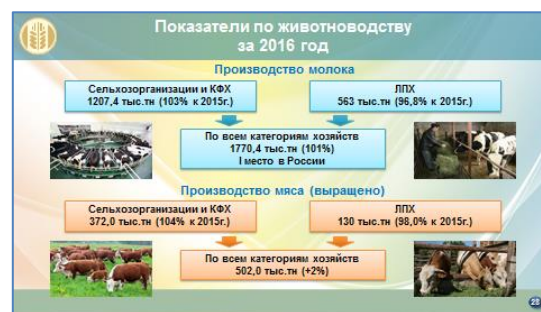 Показатели по животноводству
за 2016 год
Производство молока
Сельхозорганизации и КФХ
1207,4 тыс.тн (103% к 2015г.)
ЛПХ
563 тыс.тн (96,8% к 2015г.)
По всем категориям хозяйств
1770,4 тыс.тн (101%)
I место в России
Производство мяса (выращено)
Сельхозорганизации и КФХ
372,0 тыс.тн (104% к 2015г.)
ЛПХ
130 тыс.тн (98,0% к 2015г.)
По всем категориям хозяйств
502,0 тыс.тн (+2%)
28